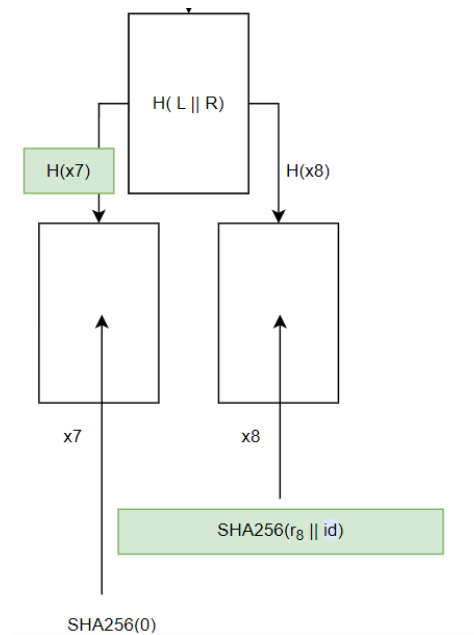 H( L || R)
H(x7)
H(x8)
x7
x8
SHA256(r₈ || id)
SHA256(0)